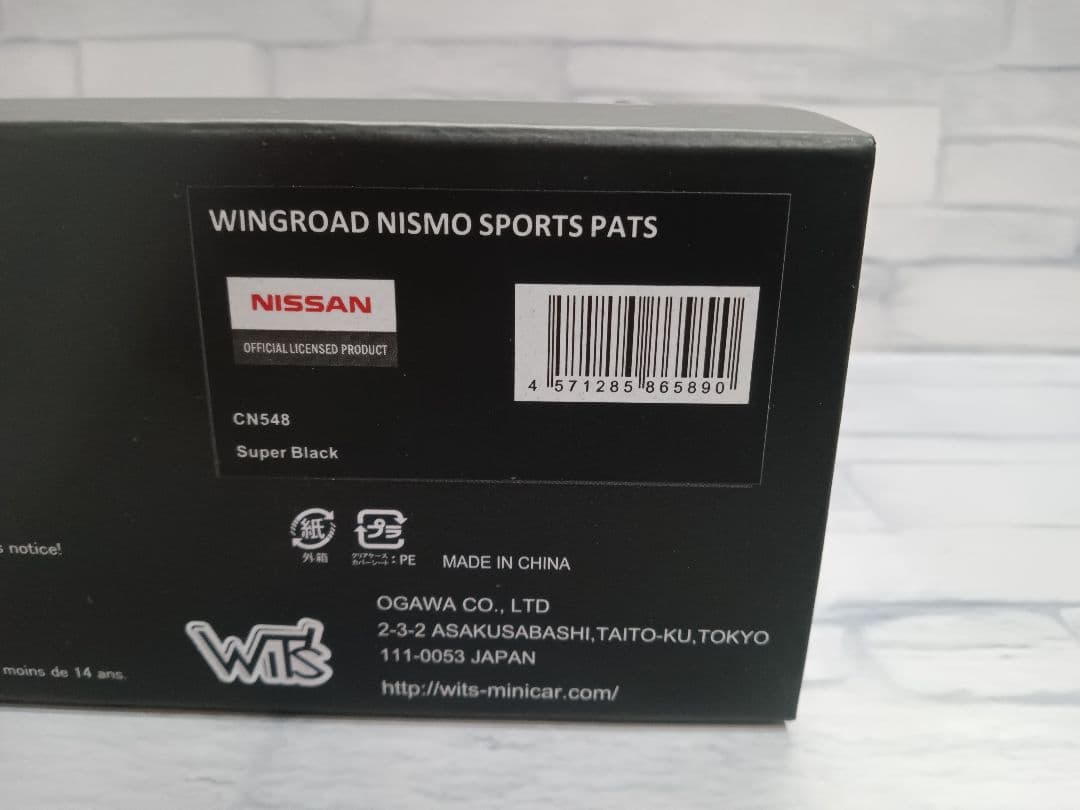 WINGROAD NISMO SPORTS PATS
NISSAN
OFFICIAL LICENSED PRODUCT
4 571285 865890
CN548
Super Black
s notice!
紙
外箱
プラ
クリアケース
カバーシート : PE
MADE IN CHINA
OGAWA CO., LTD
2-3-2 ASAKUSABASHI,TAITO-KU,TOKYO
111-0053 JAPAN
http://wits-minicar.com/
WIT'S
moins de 14 ans.